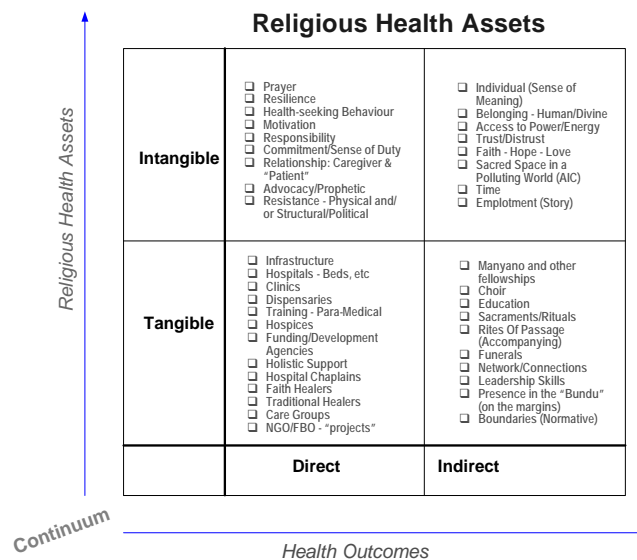 Religious Health Assets
Religious Health Assets
Intangible
❑ Prayer
❑ Resilience
❑ Health-seeking Behaviour
❑ Motivation
❑ Responsibility
❑ Commitment/Sense of Duty
❑ Relationship: Caregiver &
"Patient"
❑ Advocacy/Prophetic
❑ Resistance - Physical and/
or Structural/Political
❑ Individual (Sense of
Meaning)
❑ Belonging - Human/Divine
❑ Access to Power/Energy
❑ Trust/Distrust
❑ Faith - Hope - Love
❑ Sacred Space in a
Polluting World (AIC)
❑ Time
❑ Emplotment (Story)
Tangible
❑ Infrastructure
❑ Hospitals - Beds, etc
❑ Clinics
❑ Dispensaries
❑ Training - Para-Medical
❑ Hospices
❑ Funding/Development
Agencies
❑ Holistic Support
❑ Hospital Chaplains
❑ Faith Healers
❑ Traditional Healers
❑ Care Groups
❑ NGO/FBO - "projects"
❑ Manyano and other
fellowships
❑ Choir
❑ Education
❑ Sacraments/Rituals
❑ Rites Of Passage
(Accompanying)
❑ Funerals
❑ Network/Connections
❑ Leadership Skills
❑ Presence in the "Bundu"
(on the margins)
❑ Boundaries (Normative)
Direct
Indirect
Continuum
Health Outcomes